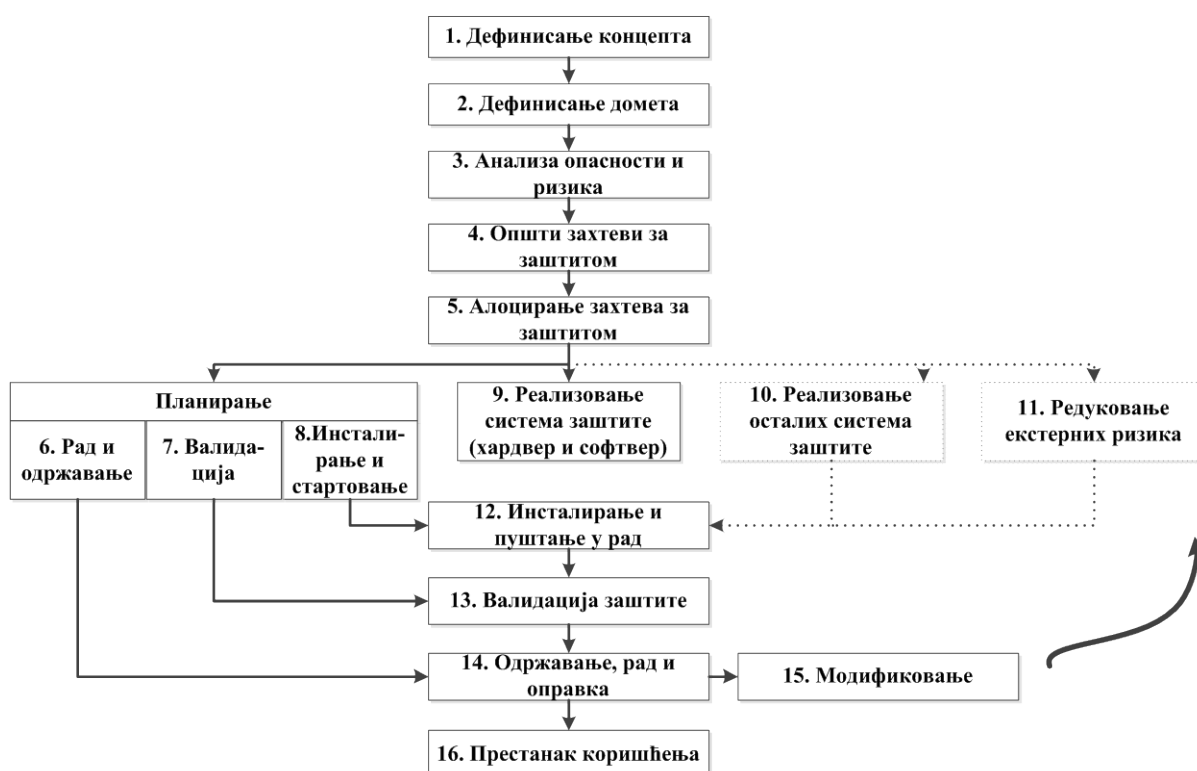 1. Дефинисање концепта
2. Дефинисање домета
3. Анализа опасности и
ризика
4. Општи захтеви за
заштитом
5. Алоцирање захтева за
заштитом
Планирање
6. Рад и
одржавање
7. Валида-
ција
8.Инстали-
рање и
стартовање
9. Реализовање
система заштите
(хардвер и софтвер)
10. Реализовање
осталих система
заштите
11. Редуковање
екстерних ризика
12. Инсталирање и
пуштање у рад
13. Валидација заштите
14. Одржавање, рад и
оправка
15. Модификовање
16. Престанак коришћења